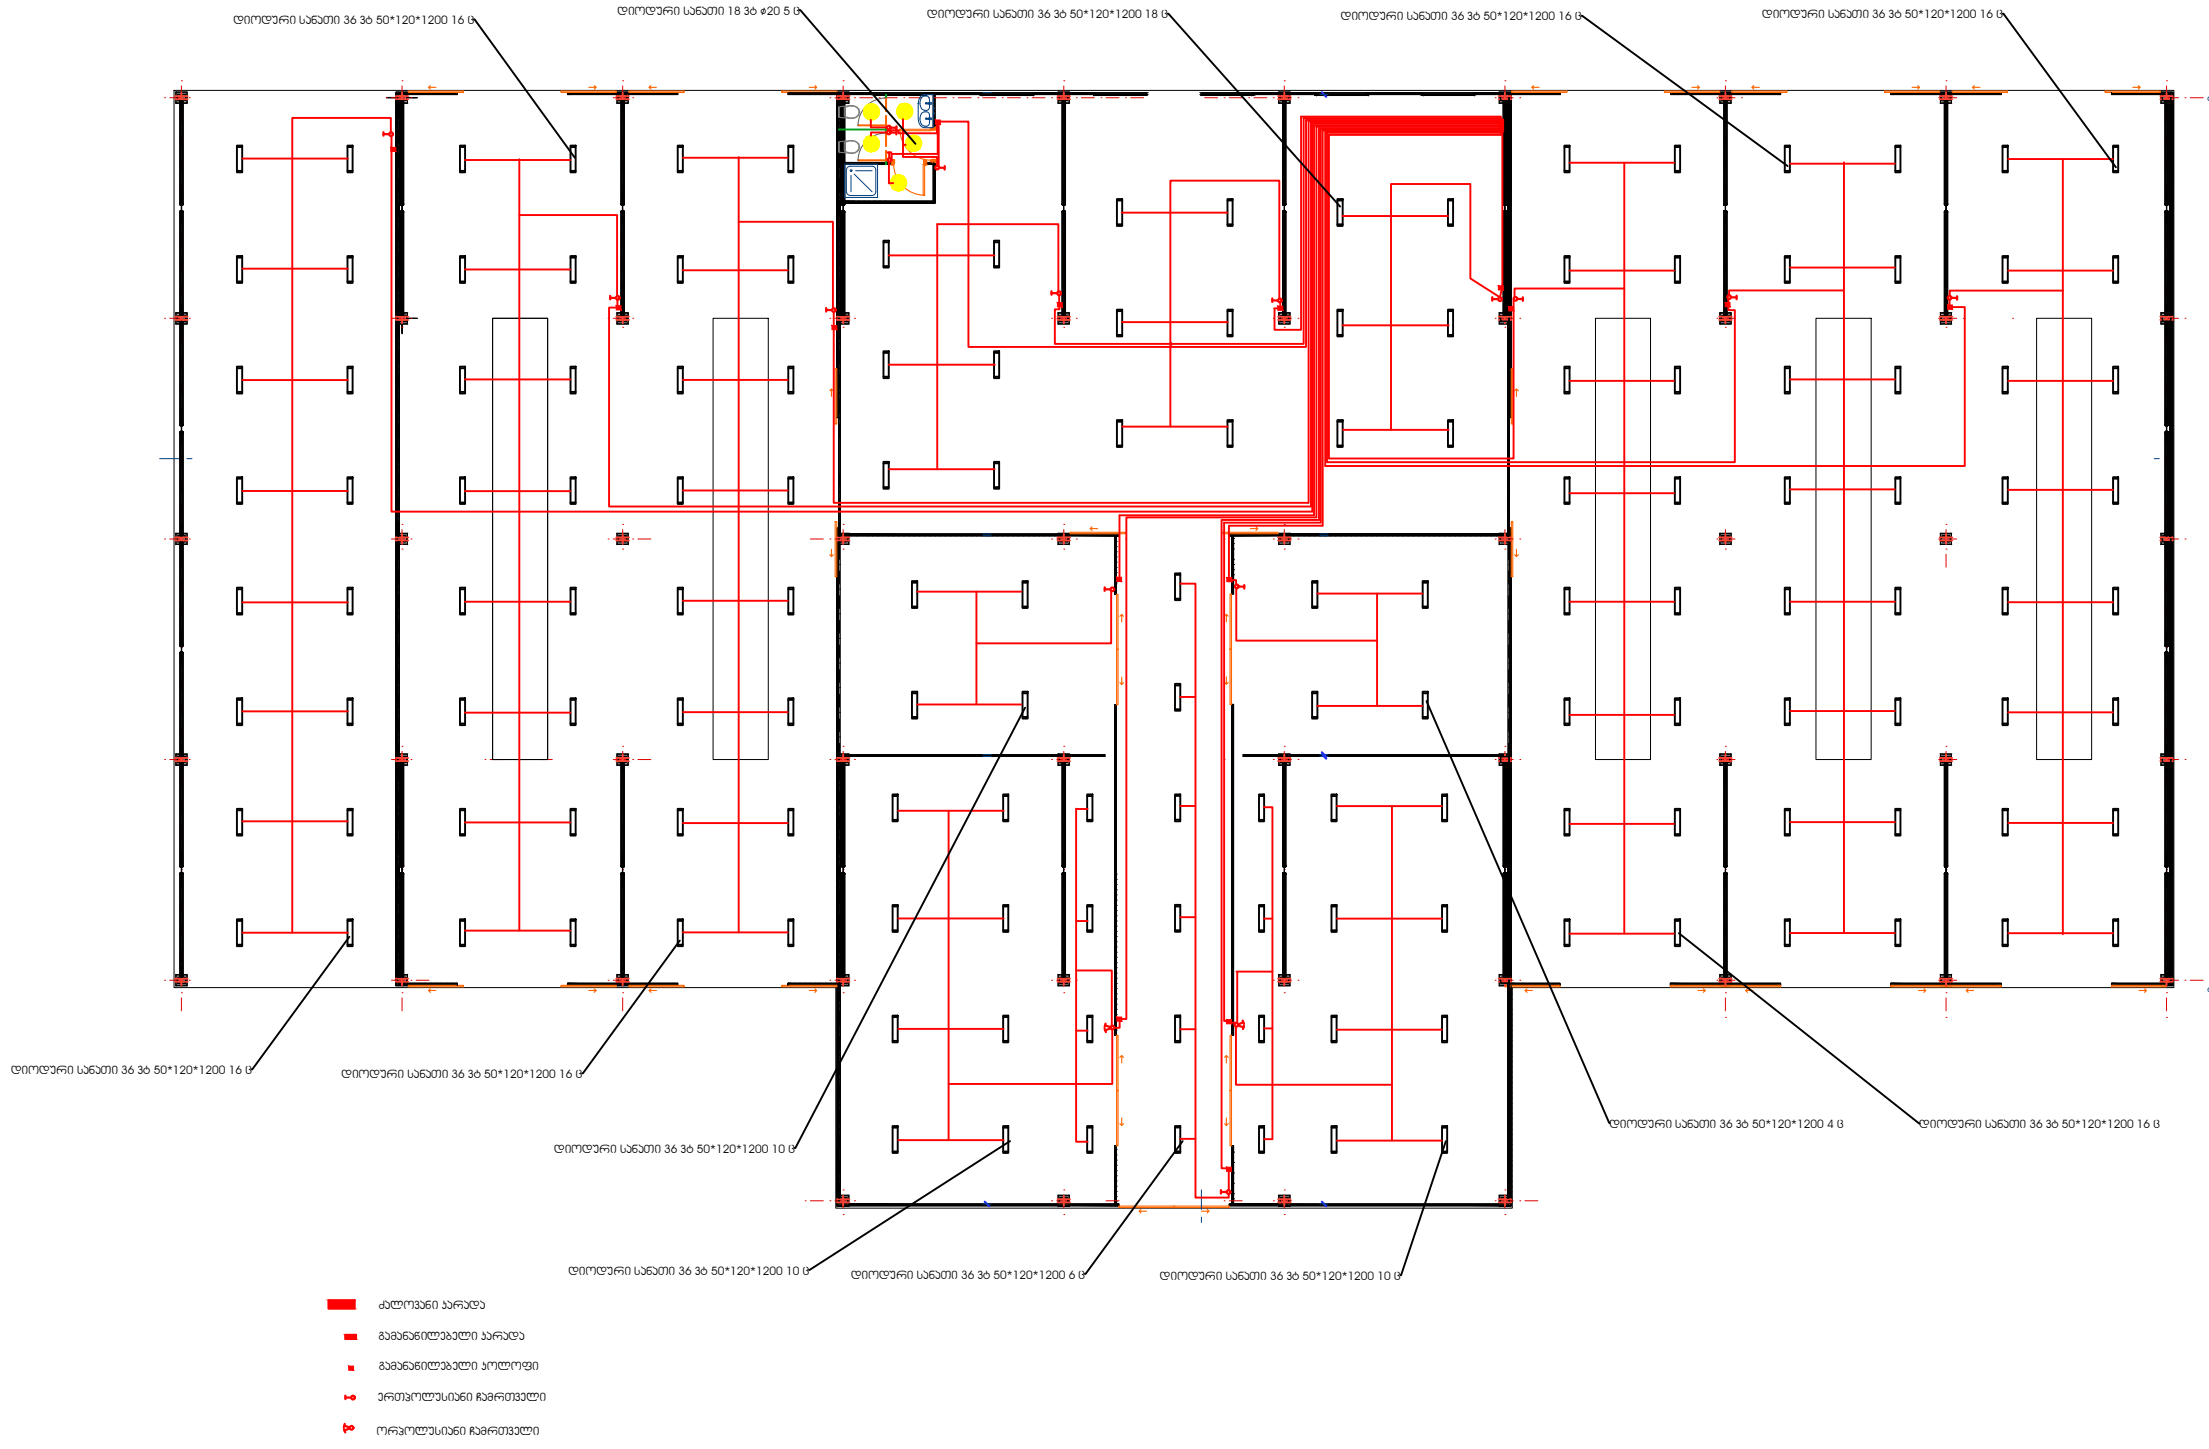 დიოდური სანათი 36 ვტ 50*120*1200 16 ც
დიოდური სანათი 18 ვტ ø20 5 ც
დიოდური სანათი 36 ვტ 50*120*1200 18 ც
დიოდური სანათი 36 ვტ 50*120*1200 16 ც
დიოდური სანათი 36 ვტ 50*120*1200 16 ც
დიოდური სანათი 36 ვტ 50*120*1200 16 ც
დიოდური სანათი 36 ვტ 50*120*1200 16 ც
დიოდური სანათი 36 ვტ 50*120*1200 10 ც
დიოდური სანათი 36 ვტ 50*120*1200 4 ც
დიოდური სანათი 36 ვტ 50*120*1200 16 ც
დიოდური სანათი 36 ვტ 50*120*1200 10 ც
დიოდური სანათი 36 ვტ 50*120*1200 6 ც
დიოდური სანათი 36 ვტ 50*120*1200 10 ც
ძალოვანი კარადა
გამანაწილებელი კარადა
გამანაწილებელი კოლოფი
ერთპოლუსიანი ჩამრთველი
ორპოლუსიანი ჩამრთველი